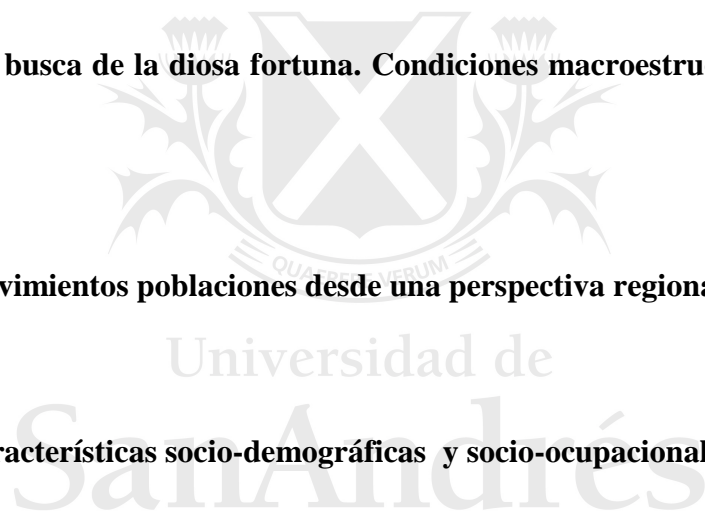 busca de la diosa fortuna. Condiciones macroestru
QUAERERE VERUM
vimientos poblaciones desde una perspectiva regiona
Universidad de
racterísticas socio-demográficas y socio-ocupacional
SanAndrés